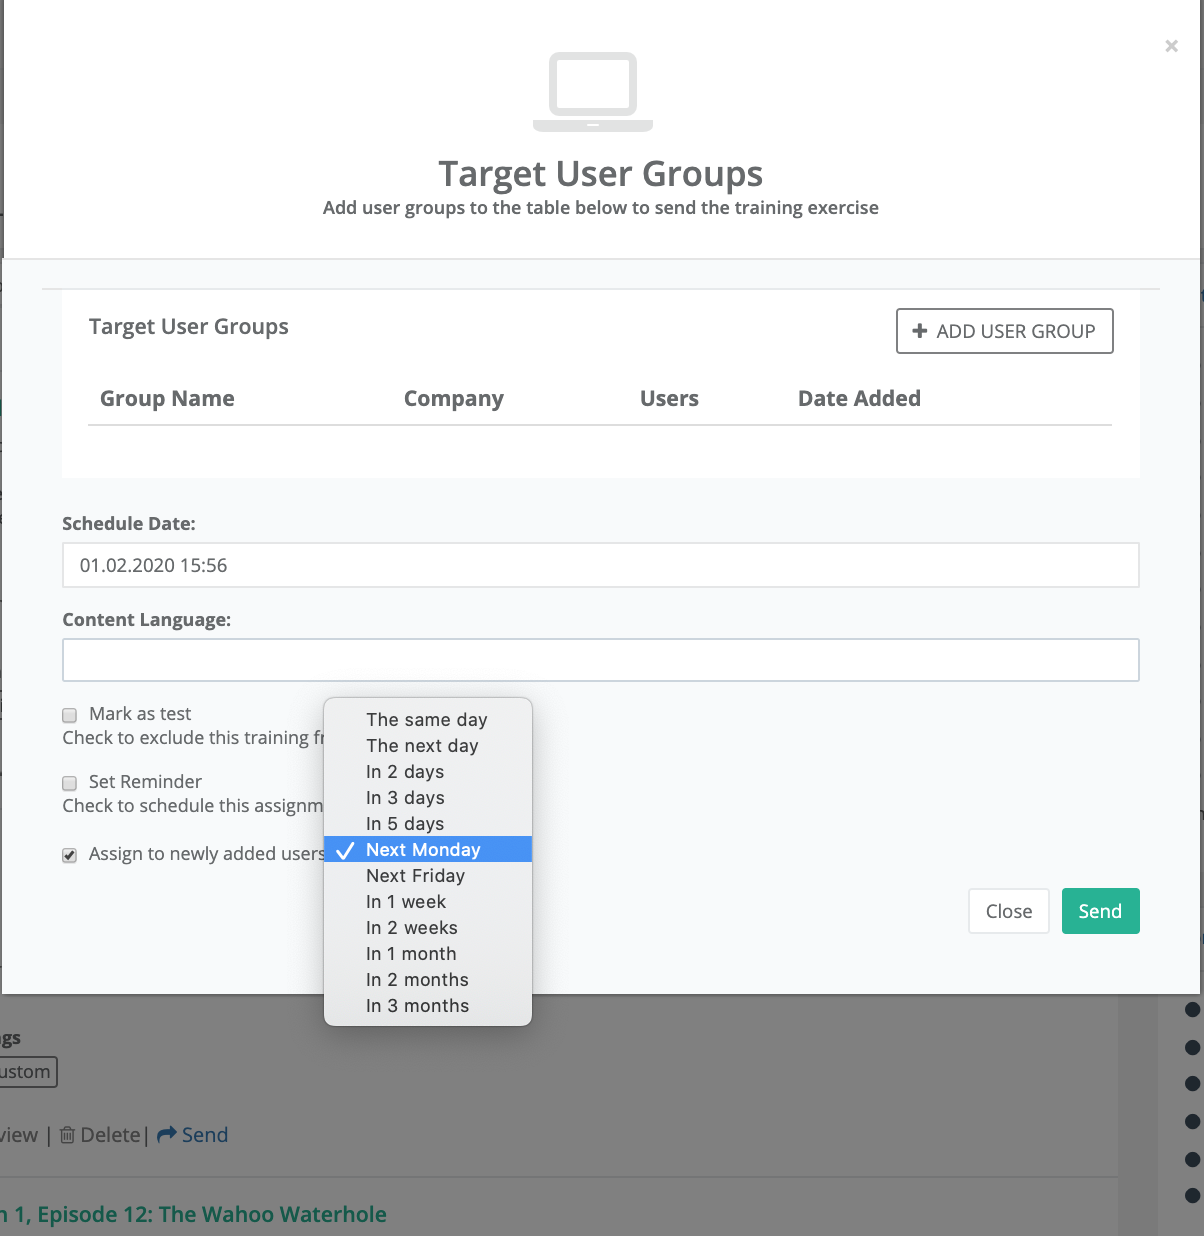 ×
Target User Groups
Add user groups to the table below to send the training exercise
Target User Groups
+ ADD USER GROUP
Group Name Company Users Date Added
Schedule Date:
01.02.2020 15:56
Content Language:
Mark as test
Check to exclude this training
Set Reminder
Check to schedule this
Assign to newly added users
The same day
The next day
In 2 days
In 3 days
In 5 days
✓ Next Monday
Next Friday
In 1 week
In 2 weeks
In 1 month
In 2 months
In 3 months
Close
Send
gs
ustom
view | Delete| Send
n 1, Episode 12: The Wahoo Waterhole